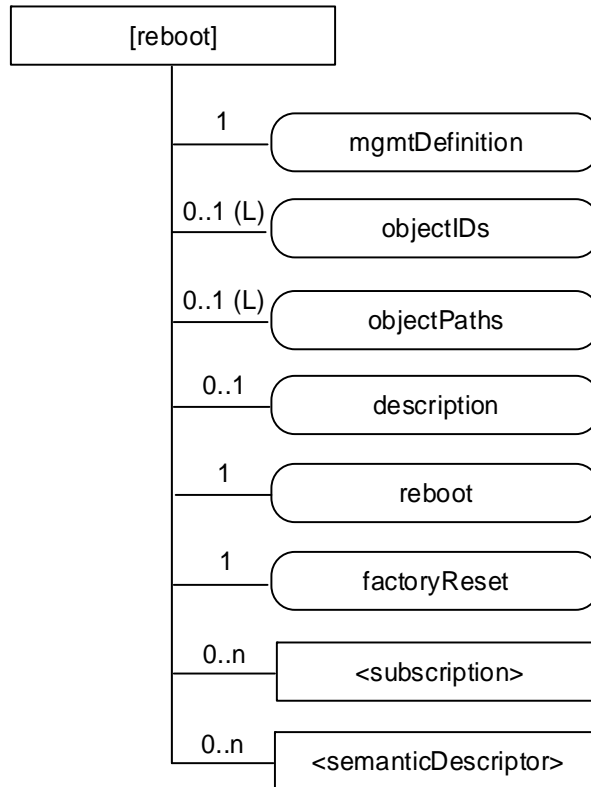 [reboot]
1
mgmtDefinition
0..1 (L)
objectIDs
0..1 (L)
objectPaths
0..1
description
1
reboot
1
factoryReset
0..n
<subscription>
0..n
<semanticDescriptor>